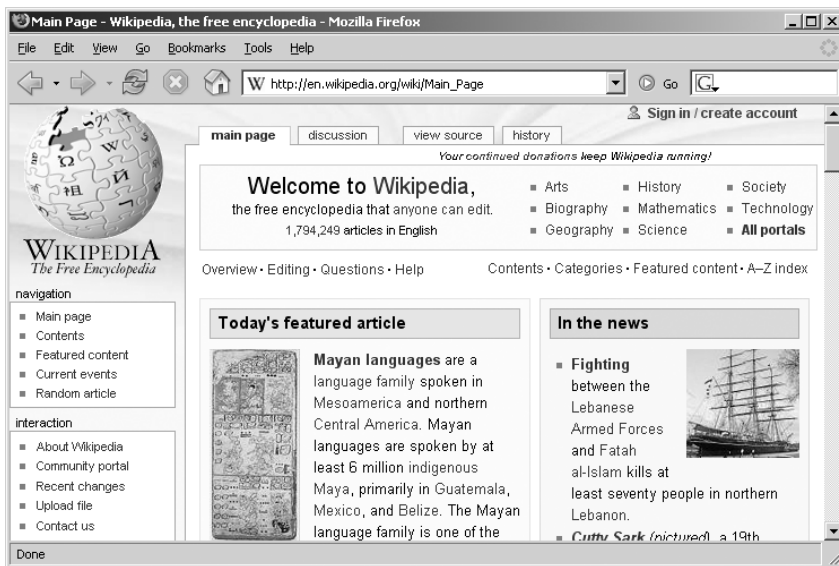 Main Page - Wikipedia, the free encyclopedia - Mozilla Firefox
File Edit View Go Bookmarks Tools Help
W http://en.wikipedia.org/wiki/Main_Page Go G
Sign in / create account
main page discussion view source history
Your continued donations keep Wikipedia running!
Welcome to Wikipedia,
the free encyclopedia that anyone can edit.
1,794,249 articles in English
Arts History Society
Biography Mathematics Technology
Geography Science All portals
Overview · Editing · Questions · Help
Contents · Categories · Featured content · A–Z index
WIKIPEDIA
The Free Encyclopedia
navigation
Main page
Contents
Featured content
Current events
Random article
interaction
About Wikipedia
Community portal
Recent changes
Upload file
Contact us
Today's featured article
Mayan languages are a
language family spoken in
Mesoamerica and northern
Central America. Mayan
languages are spoken by at
least 6 million indigenous
Maya, primarily in Guatemala,
Mexico, and Belize. The Mayan
language family is one of the
In the news
Fighting
between the
Lebanese
Armed Forces
and Fatah
al-Islam kills at
least seventy people in northern
Lebanon.
Cutty Sark (pictured), a 19th
Done